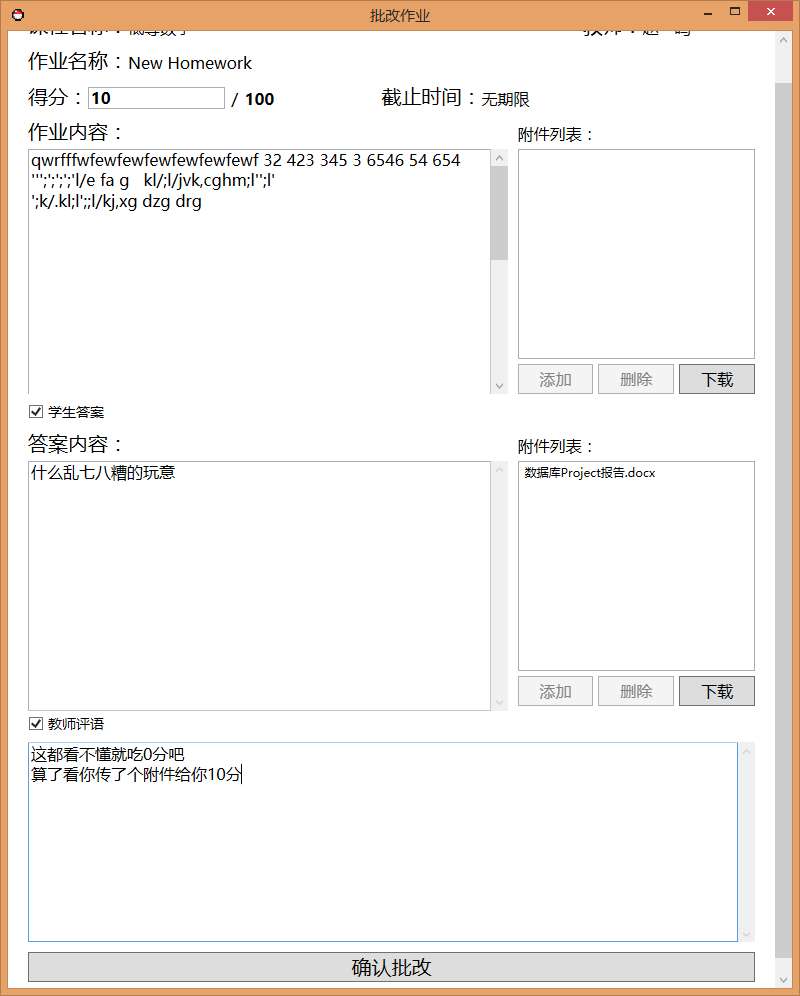 批改作业
作业名称：New Homework
得分：10 / 100 截止时间：无期限
作业内容：
附件列表：
qwrfffwfewfewfewfewfewfewf 32 423 345 3 6546 54 654
''';';';';'l/e fa g   kl/;l/jvk,cghm;l'';l'
';k/.kl;l';;l/kj,xg dzg drg
添加 删除 下载
学生答案
答案内容：
附件列表：
什么乱七八糟的玩意
数据库Project报告.docx
添加 删除 下载
教师评语
这都看不懂就吃0分吧
算了看你传了个附件给你10分
确认批改